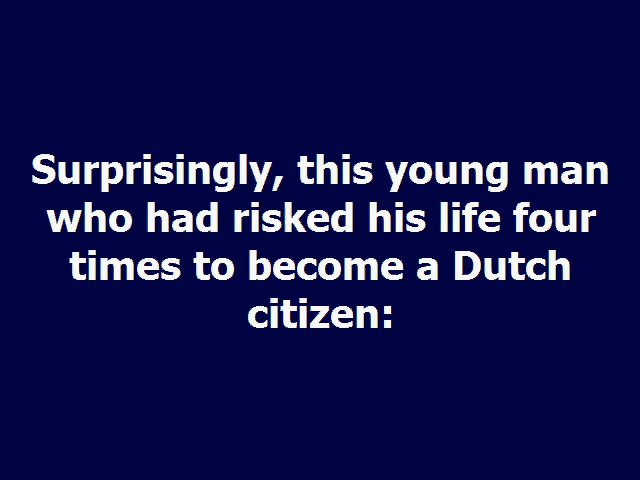 Surprisingly, this young man
who had risked his life four
times to become a Dutch
citizen: